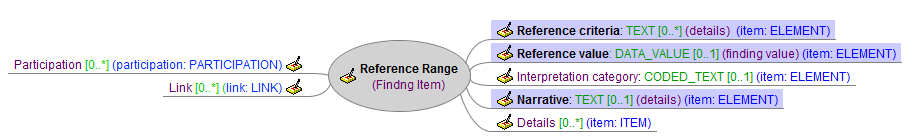 Participation [0..*] (participation: PARTICIPATION)
Link [0..*] (link: LINK)
Reference Range
(Findng Item)
Reference criteria: TEXT [0..*] (details) (item: ELEMENT)
Reference value: DATA_VALUE [0..1] (finding value) (item: ELEMENT)
Interpretation category: CODED_TEXT [0..1] (item: ELEMENT)
Narrative: TEXT [0..1] (details) (item: ELEMENT)
Details [0..*] (item: ITEM)